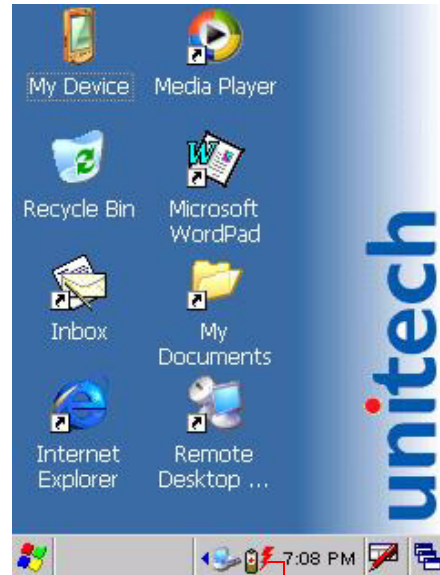 My Device
Media Player
Recycle Bin
Microsoft
WordPad
Inbox
My
Documents
Internet
Explorer
Remote
Desktop ...
unitech
7:08 PM